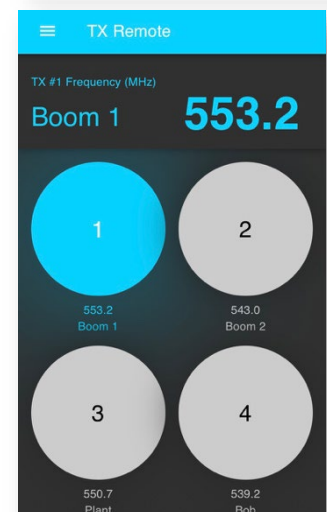 TX Remote
TX #1 Frequency (MHz)
Boom 1 553.2
1 2
553.2 543.0
Boom 1 Boom 2
3 4
550.7 539.2
Plant Bob